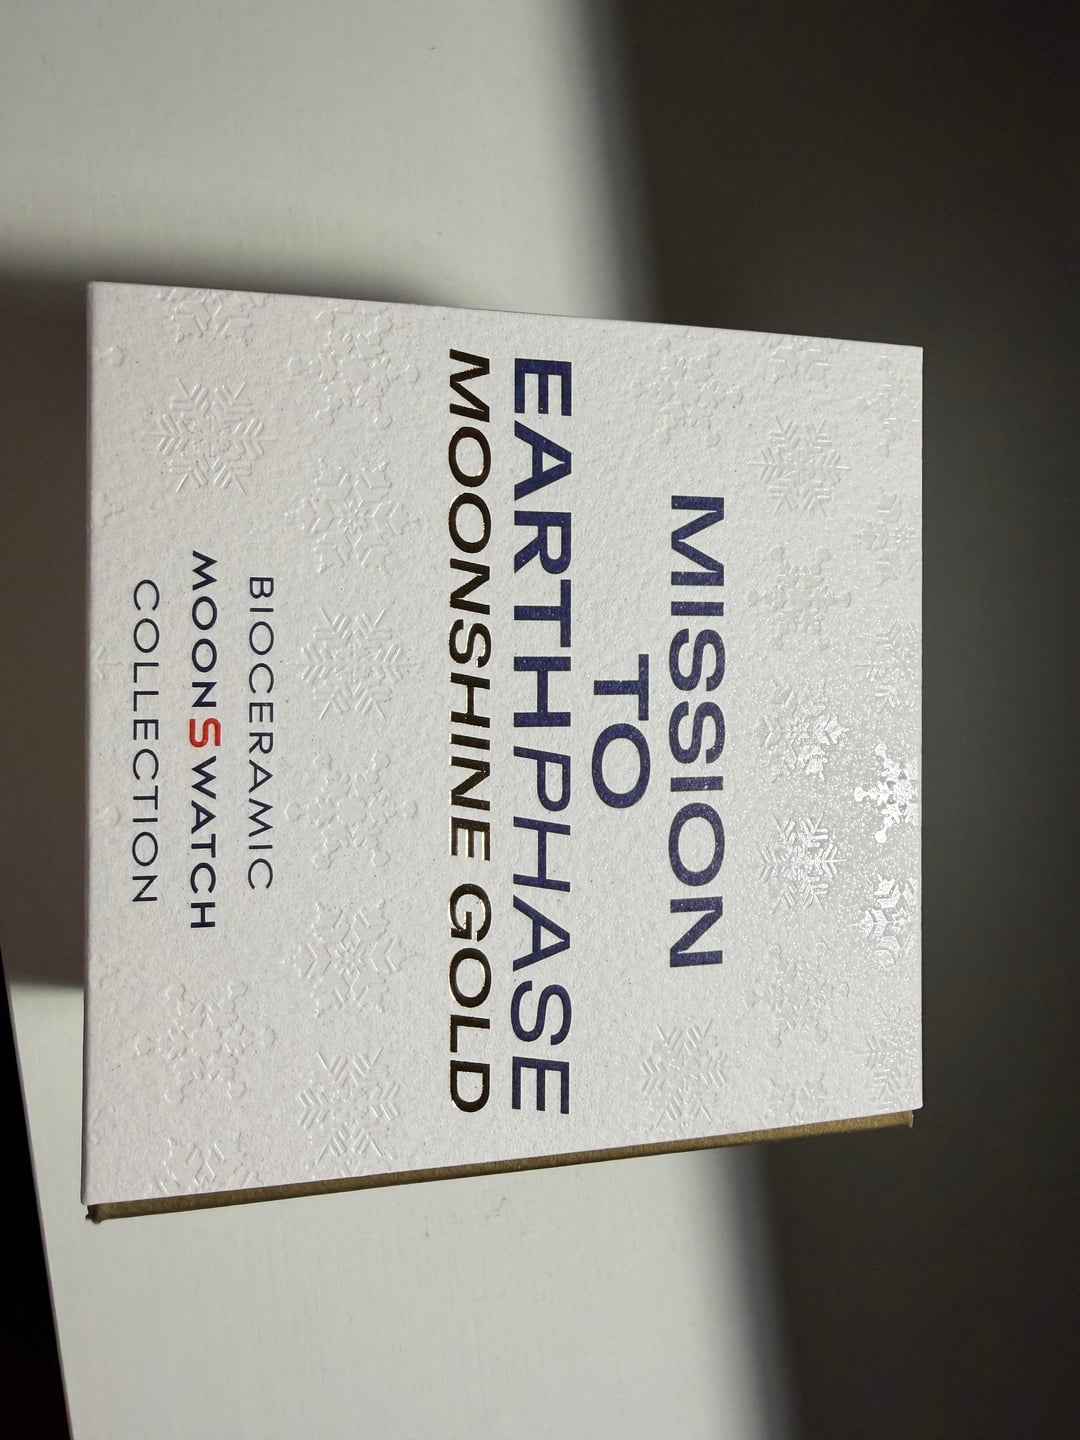 MISSION
TO
EARTHPHASE
MOONSHINE GOLD
BIOCERAMIC
MOONSWATCH
COLLECTION